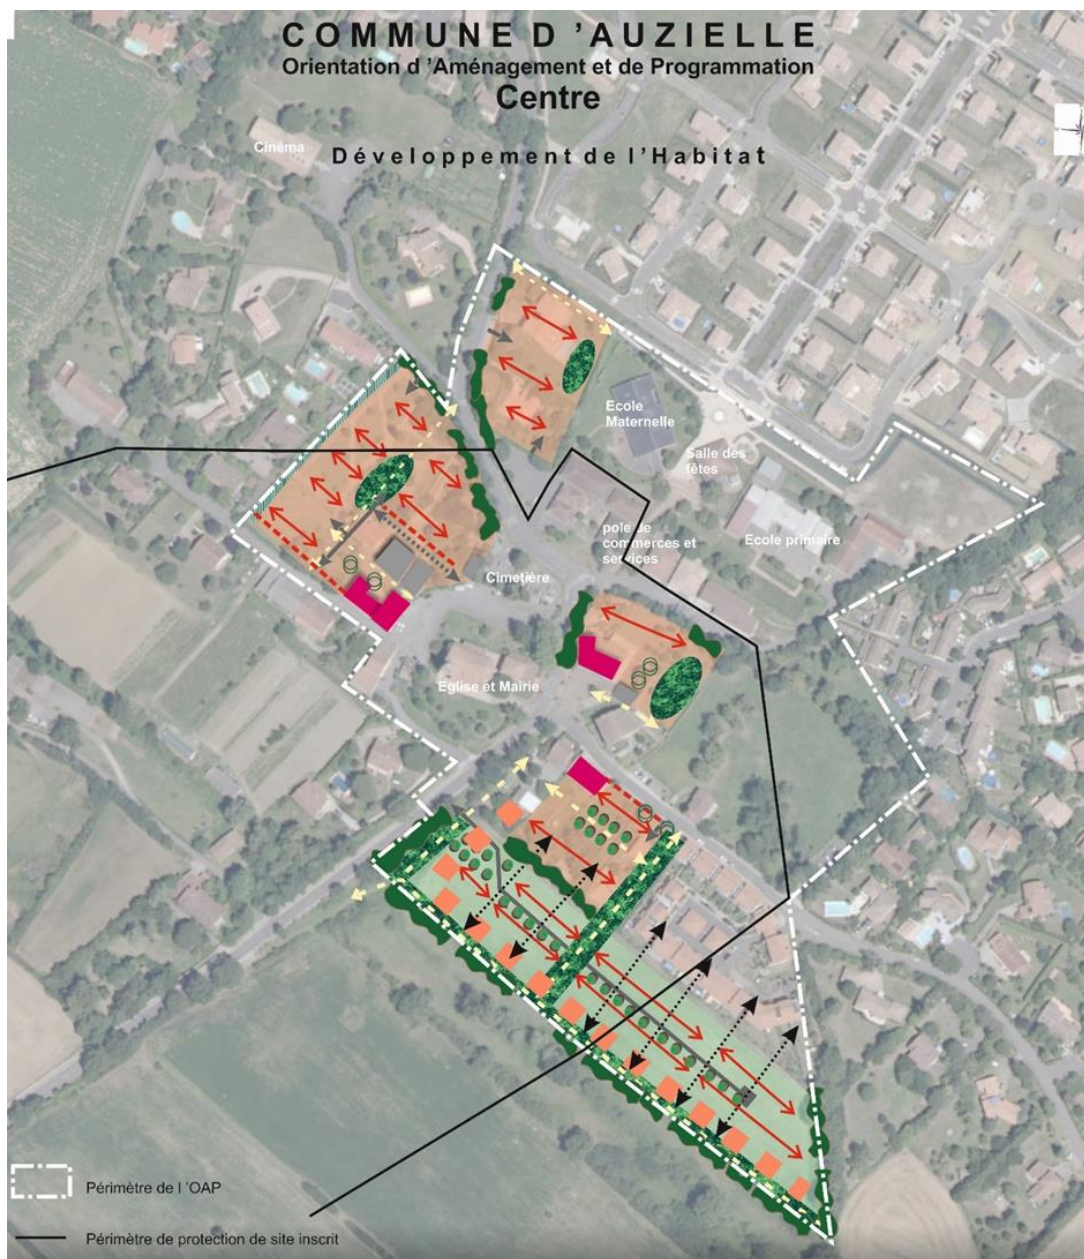 COMMUNE D 'AUZIELLE
Orientation d 'Aménagement et de Programmation
Centre
Développement de l'Habitat
Cinéma
Ecole
Maternelle
Salle des
fêtes
pole de
commerces et
services
Ecole primaire
Cimetière
Eglise et Mairie
Périmètre de l 'OAP
Périmètre de protection de site inscrit